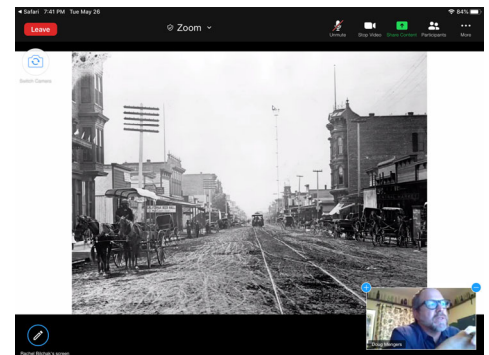 ◀ Safari 7:41 PM Tue May 26
84%
Leave
Zoom
Unmute
Stop Video
Share Content
Participants
More
Switch Camera
Doug Mengers
Rachel Bilchak's screen